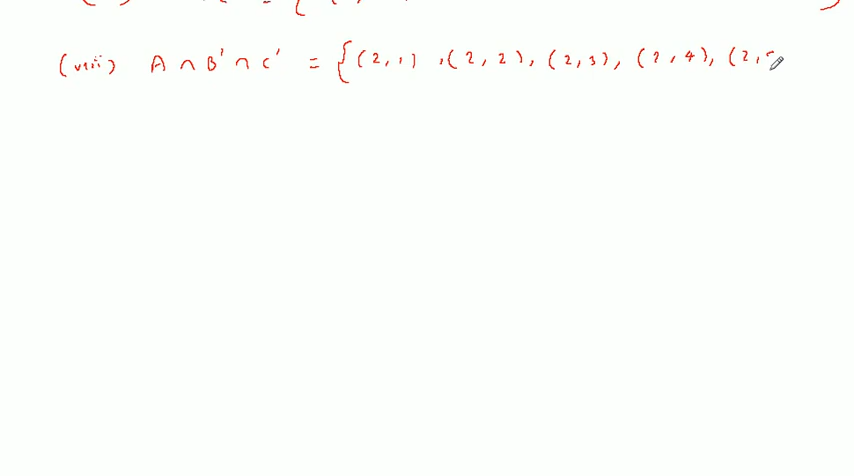 (viii) A ∩ B' ∩ C' = {(2,1), (2,2), (2,3), (2,4), (2,